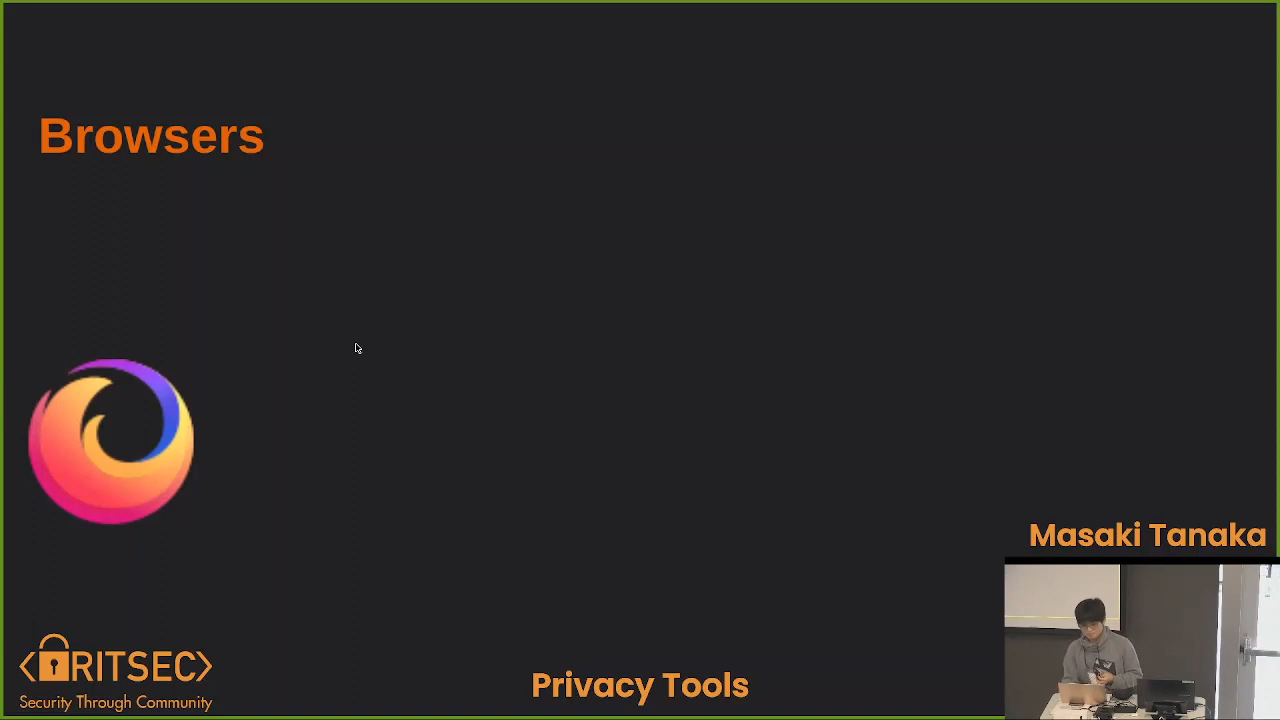 Browsers
Masaki Tanaka
<RITSEC>
Security Through Community
Privacy Tools